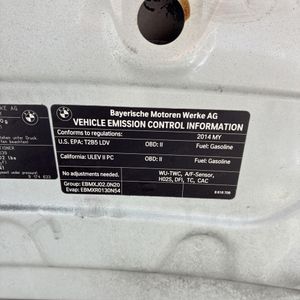 Bayerische Motoren Werke AG
VEHICLE EMISSION CONTROL INFORMATION
Conforms to regulations: 2014 MY
U.S. EPA: T2B5 LDV OBD: II Fuel: Gasoline
California: ULEV II PC OBD: II Fuel: Gasoline
No adjustments needed. WU-TWC, A/F-Sensor,
HO2S, DFI, TC, CAC
Group: EBMXJ02.0N20
Evap: EBMXR0130N54